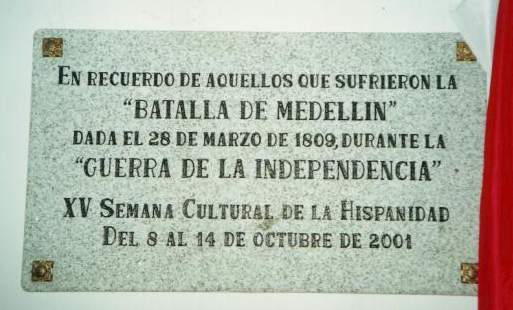 EN RECUERDO DE AQUELLOS QUE SUFRIERON LA
"BATALLA DE MEDELLIN"
DADA EL 28 DE MARZO DE 1809, DURANTE LA
"GUERRA DE LA INDEPENDENCIA"
XV SEMANA CULTURAL DE LA HISPANIDAD
DEL 8 AL 14 DE OCTUBRE DE 2001